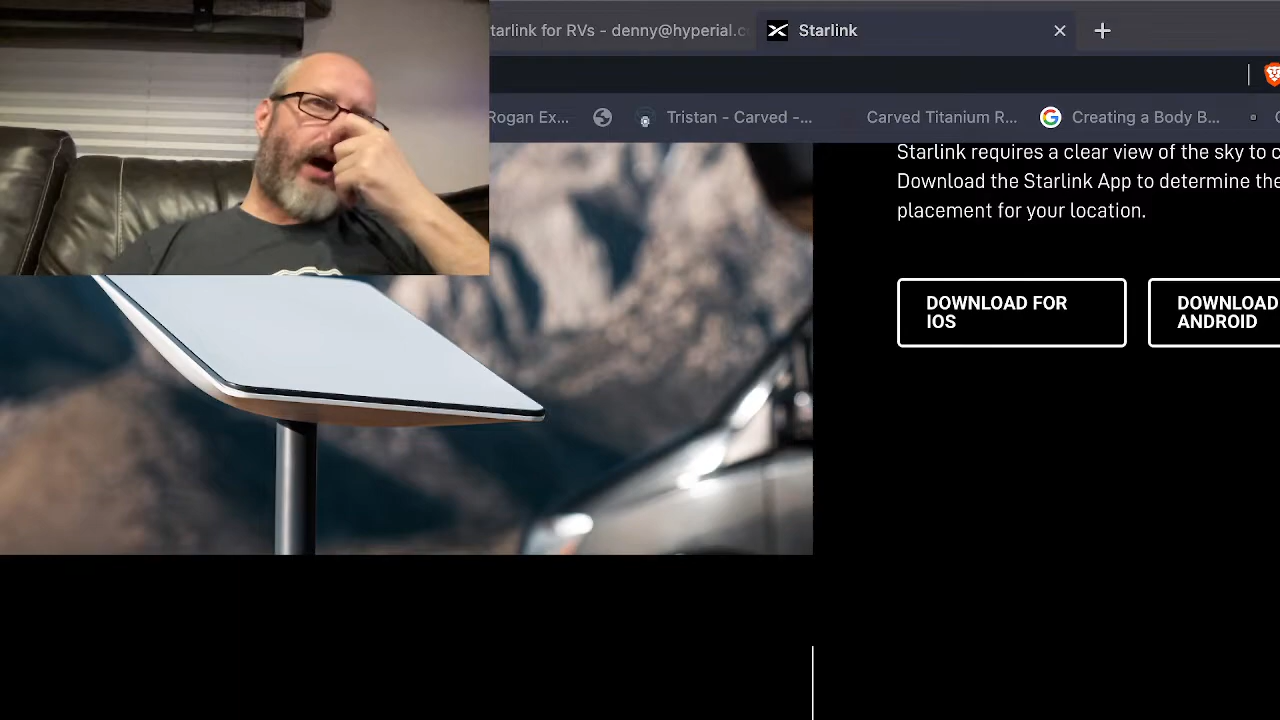 tarlink for RVs - denny@hyperial.c
Starlink
Rogan Ex...
Tristan - Carved -...
Carved Titanium R...
Creating a Body B...
Starlink requires a clear view of the sky to c
Download the Starlink App to determine the
placement for your location.
DOWNLOAD FOR
IOS
DOWNLOAD
ANDROID